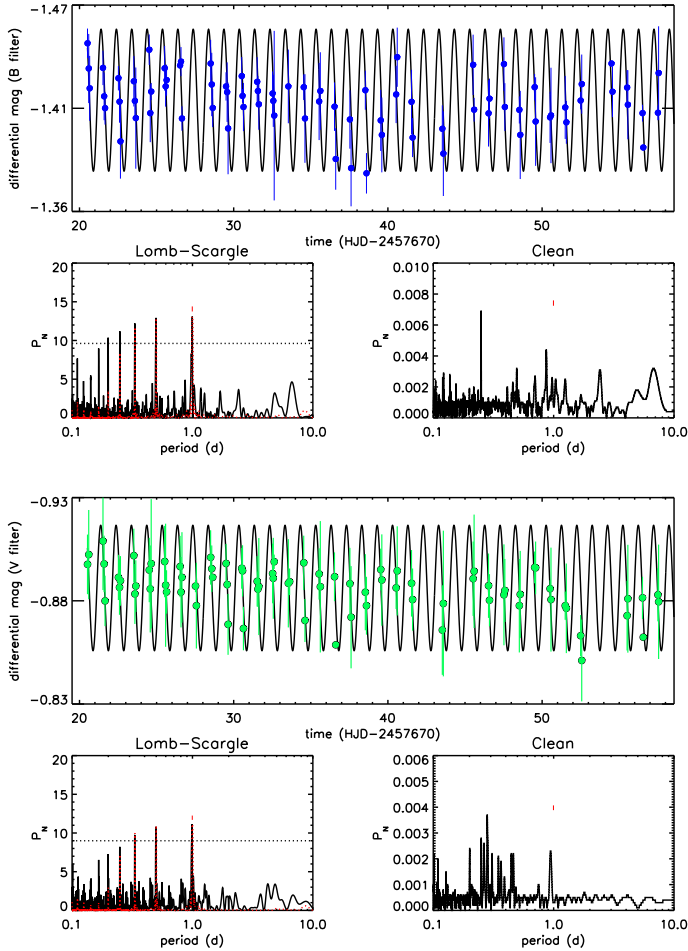 −1.47
−1.41
−1.36
differential mag (B filter)
20 30 40 50
time (HJD−2457670)
Lomb−Scargle
20
15
10
5
0
P_N
0.1 1.0 10.0
period (d)
Clean
0.010
0.008
0.006
0.004
0.002
0.000
P_N
0.1 1.0 10.0
period (d)
−0.93
−0.88
−0.83
differential mag (V filter)
20 30 40 50
time (HJD−2457670)
Lomb−Scargle
20
15
10
5
0
P_N
0.1 1.0 10.0
period (d)
Clean
0.006
0.005
0.004
0.003
0.002
0.001
0.000
P_N
0.1 1.0 10.0
period (d)